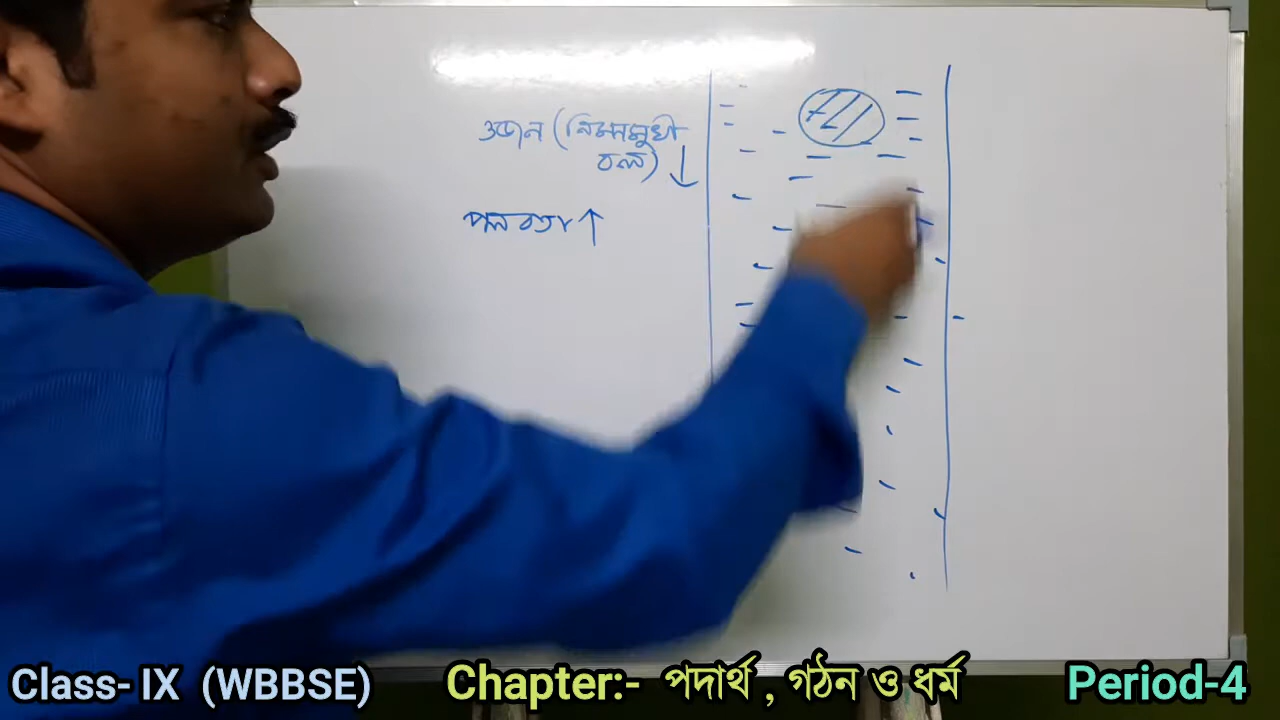 ওজন (নিম্নমুখী
বল) ↓
প্লবতা ↑
Class- IX (WBBSE) Chapter:- পদার্থ , গঠন ও ধর্ম Period-4